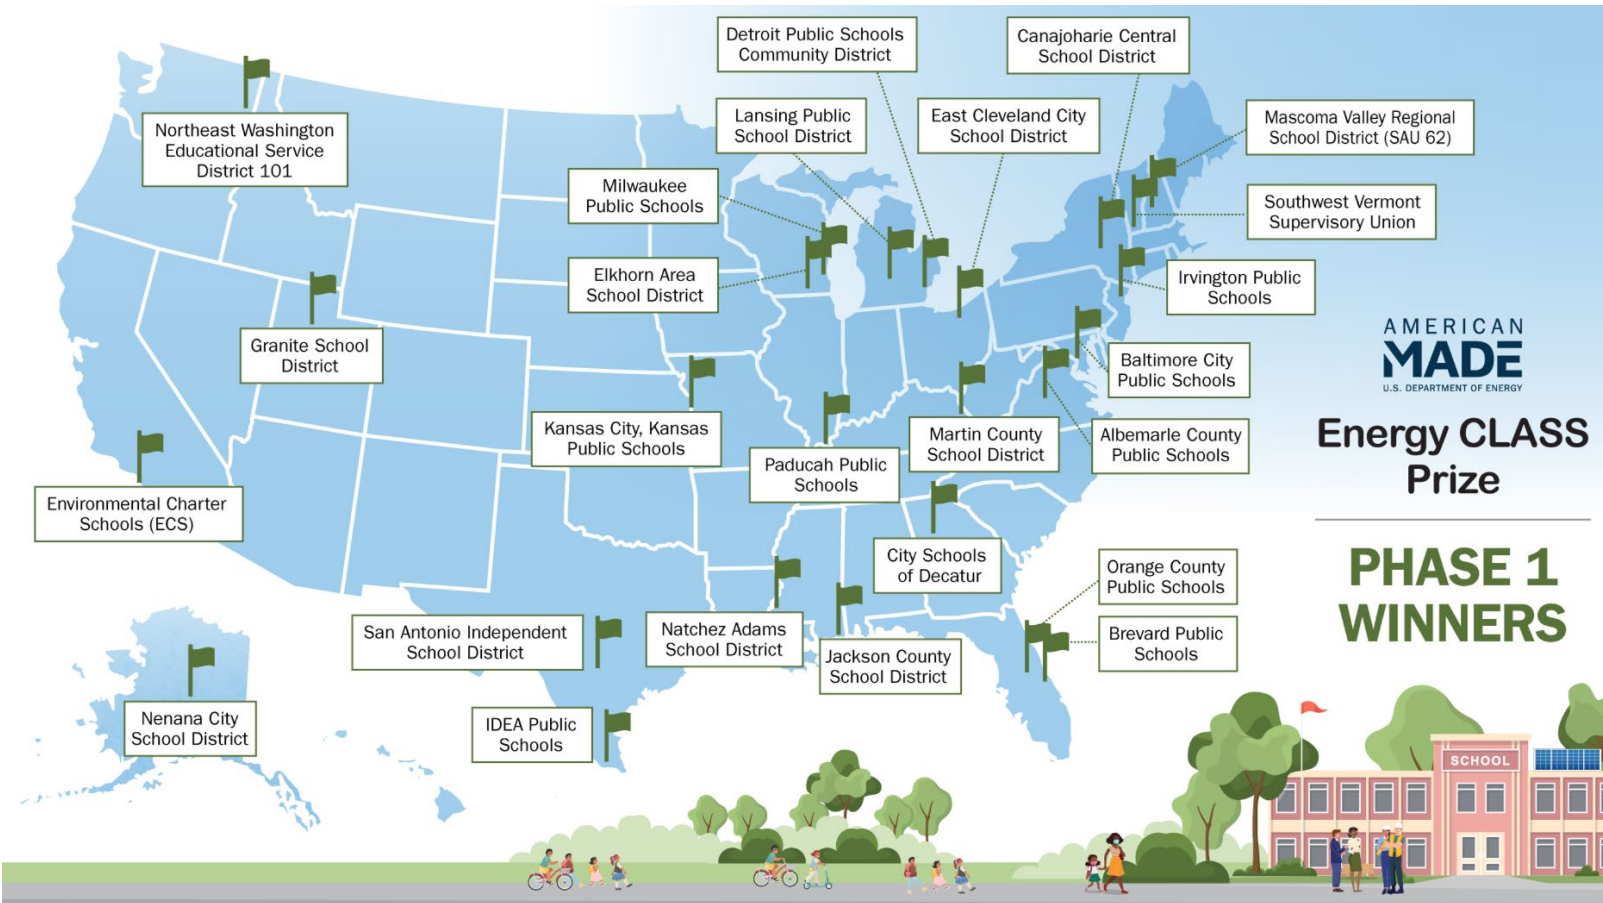 Detroit Public Schools
Community District
Canajoharie Central
School District
Lansing Public
School District
East Cleveland City
School District
Mascoma Valley Regional
School District (SAU 62)
Northeast Washington
Educational Service
District 101
Milwaukee
Public Schools
Southwest Vermont
Supervisory Union
Elkhorn Area
School District
Irvington Public
Schools
Granite School
District
AMERICAN
MADE
U.S. DEPARTMENT OF ENERGY
Baltimore City
Public Schools
Energy CLASS
Prize
Kansas City, Kansas
Public Schools
Martin County
School District
Albemarle County
Public Schools
Paducah Public
Schools
Environmental Charter
Schools (ECS)
City Schools
of Decatur
Orange County
Public Schools
PHASE 1
WINNERS
San Antonio Independent
School District
Natchez Adams
School District
Jackson County
School District
Brevard Public
Schools
Nenana City
School District
IDEA Public
Schools
SCHOOL